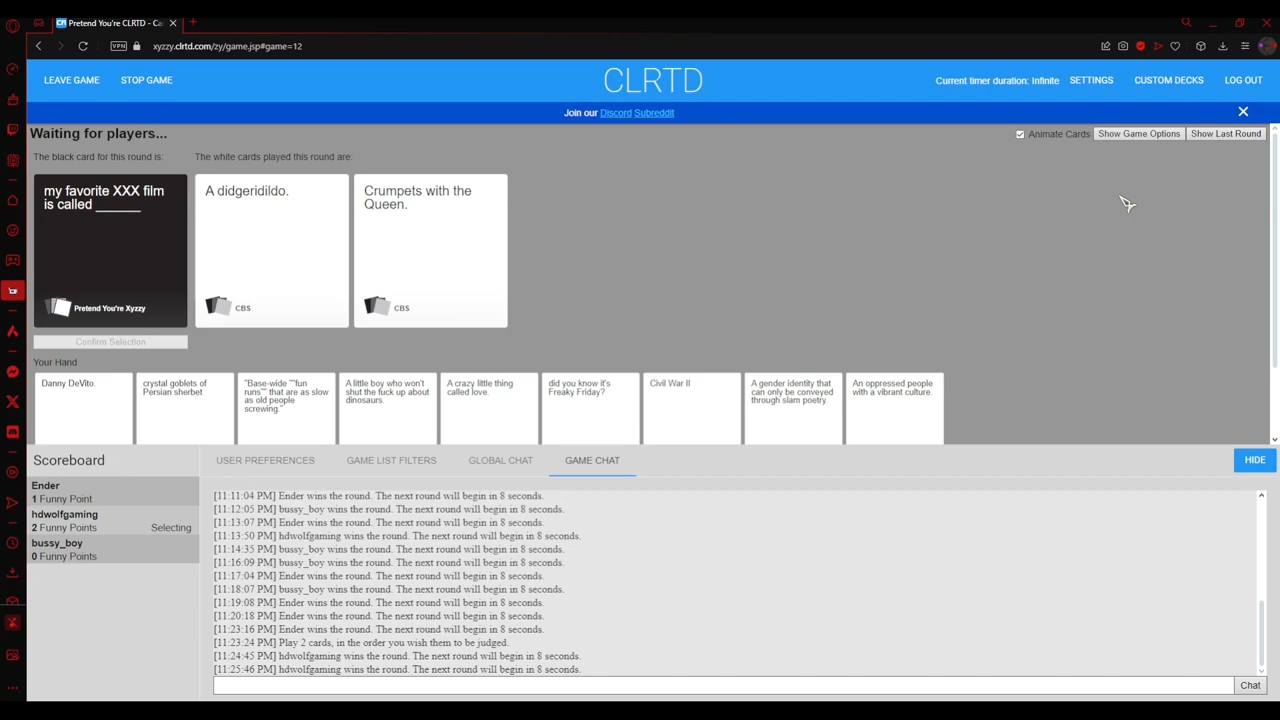 Pretend You're CLRTD - Ca
VPN
xyzzy.clrtd.com/zy/game.jsp#game=12
LEAVE GAME
STOP GAME
CLRTD
Current timer duration: Infinite
SETTINGS
CUSTOM DECKS
LOG OUT
Join our Discord Subreddit
Waiting for players...
Animate Cards
Show Game Options
Show Last Round
The black card for this round is:
The white cards played this round are:
my favorite XXX film
is called ______
Pretend You're Xyzzy
A didgeridildo.
CBS
Crumpets with the
Queen.
CBS
Confirm Selection
Your Hand
Danny DeVito.
crystal goblets of
Persian sherbet
"Base-wide ""fun
runs"" that are as slow
as old people
screwing."
A little boy who won't
shut the fuck up about
dinosaurs.
A crazy little thing
called love.
did you know it's
Freaky Friday?
Civil War II
A gender identity that
can only be conveyed
through slam poetry.
An oppressed people
with a vibrant culture.
Scoreboard
USER PREFERENCES
GAME LIST FILTERS
GLOBAL CHAT
GAME CHAT
HIDE
Ender
1 Funny Point
hdwolfgaming
2 Funny Points
Selecting
bussy_boy
0 Funny Points
[11:11:04 PM] Ender wins the round. The next round will begin in 8 seconds.
[11:12:05 PM] bussy_boy wins the round. The next round will begin in 8 seconds.
[11:13:07 PM] Ender wins the round. The next round will begin in 8 seconds.
[11:13:50 PM] hdwolfgaming wins the round. The next round will begin in 8 seconds.
[11:14:35 PM] bussy_boy wins the round. The next round will begin in 8 seconds.
[11:16:09 PM] bussy_boy wins the round. The next round will begin in 8 seconds.
[11:17:04 PM] Ender wins the round. The next round will begin in 8 seconds.
[11:18:07 PM] bussy_boy wins the round. The next round will begin in 8 seconds.
[11:19:08 PM] Ender wins the round. The next round will begin in 8 seconds.
[11:20:18 PM] Ender wins the round. The next round will begin in 8 seconds.
[11:23:16 PM] Ender wins the round. The next round will begin in 8 seconds.
[11:23:24 PM] Play 2 cards, in the order you wish them to be judged.
[11:24:45 PM] hdwolfgaming wins the round. The next round will begin in 8 seconds.
[11:25:46 PM] hdwolfgaming wins the round. The next round will begin in 8 seconds.
Chat